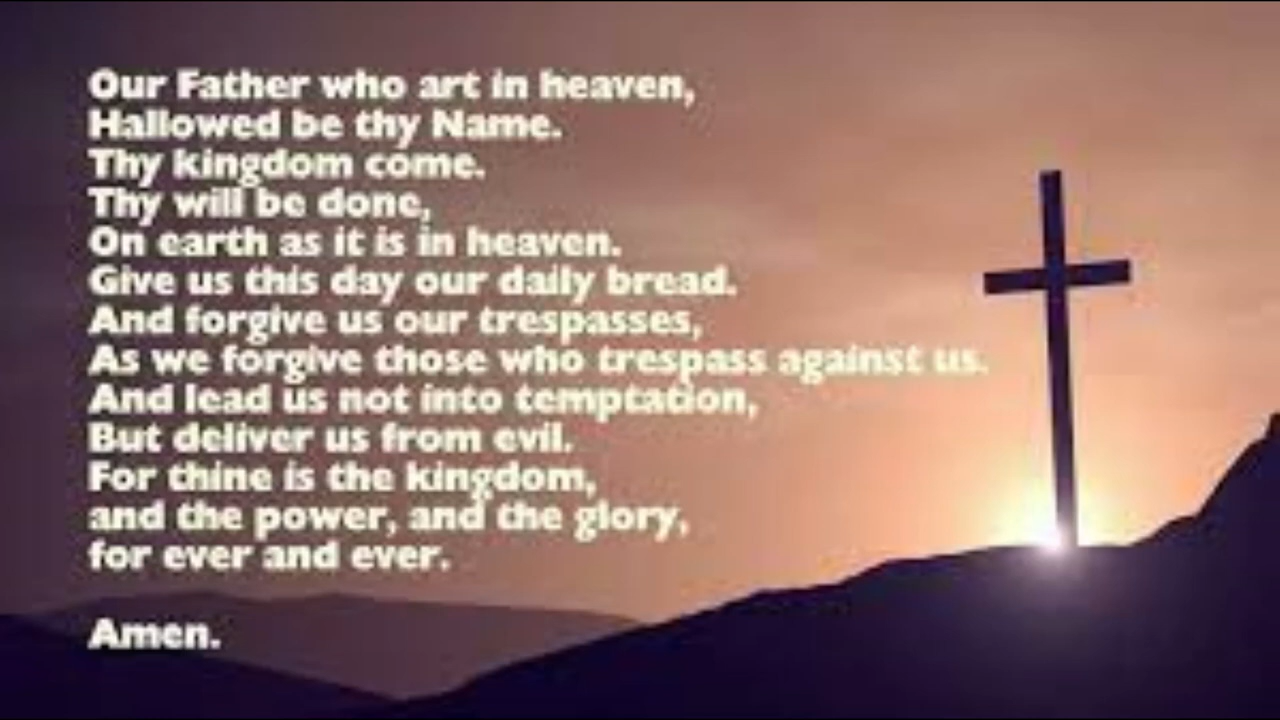 Our Father who art in heaven,
Hallowed be thy Name.
Thy kingdom come.
Thy will be done,
On earth as it is in heaven.
Give us this day our daily bread.
And forgive us our trespasses,
As we forgive those who trespass against us.
And lead us not into temptation,
But deliver us from evil.
For thine is the kingdom,
and the power, and the glory,
for ever and ever.
Amen.